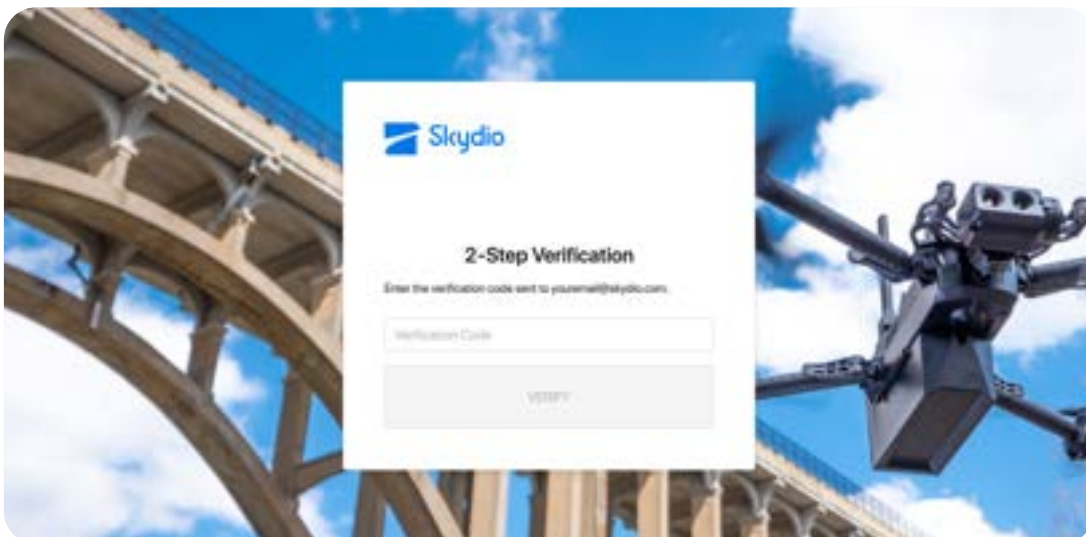 Skydio
2-Step Verification
Enter the verification code sent to youremail@skydio.com.
Verification Code
VERIFY